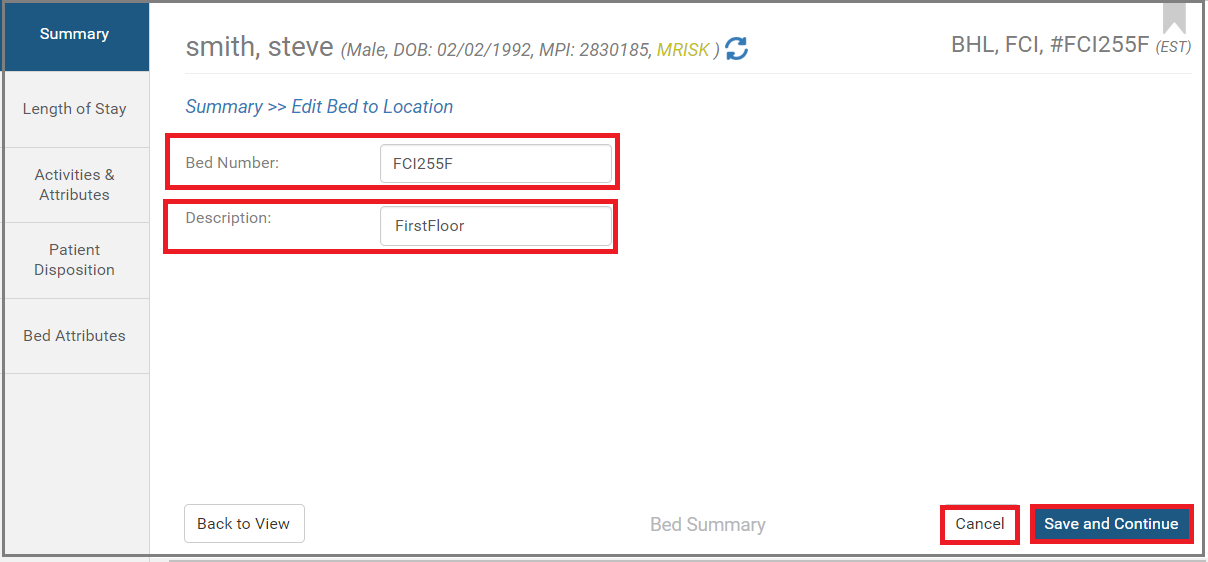 Summary
Length of Stay
Activities &
Attributes
Patient
Disposition
Bed Attributes
smith, steve (Male, DOB: 02/02/1992, MPI: 2830185, MRISK )
BHL, FCI, #FCI255F (EST)
Summary >> Edit Bed to Location
Bed Number: FCI255F
Description: FirstFloor
Back to View
Bed Summary
Cancel
Save and Continue